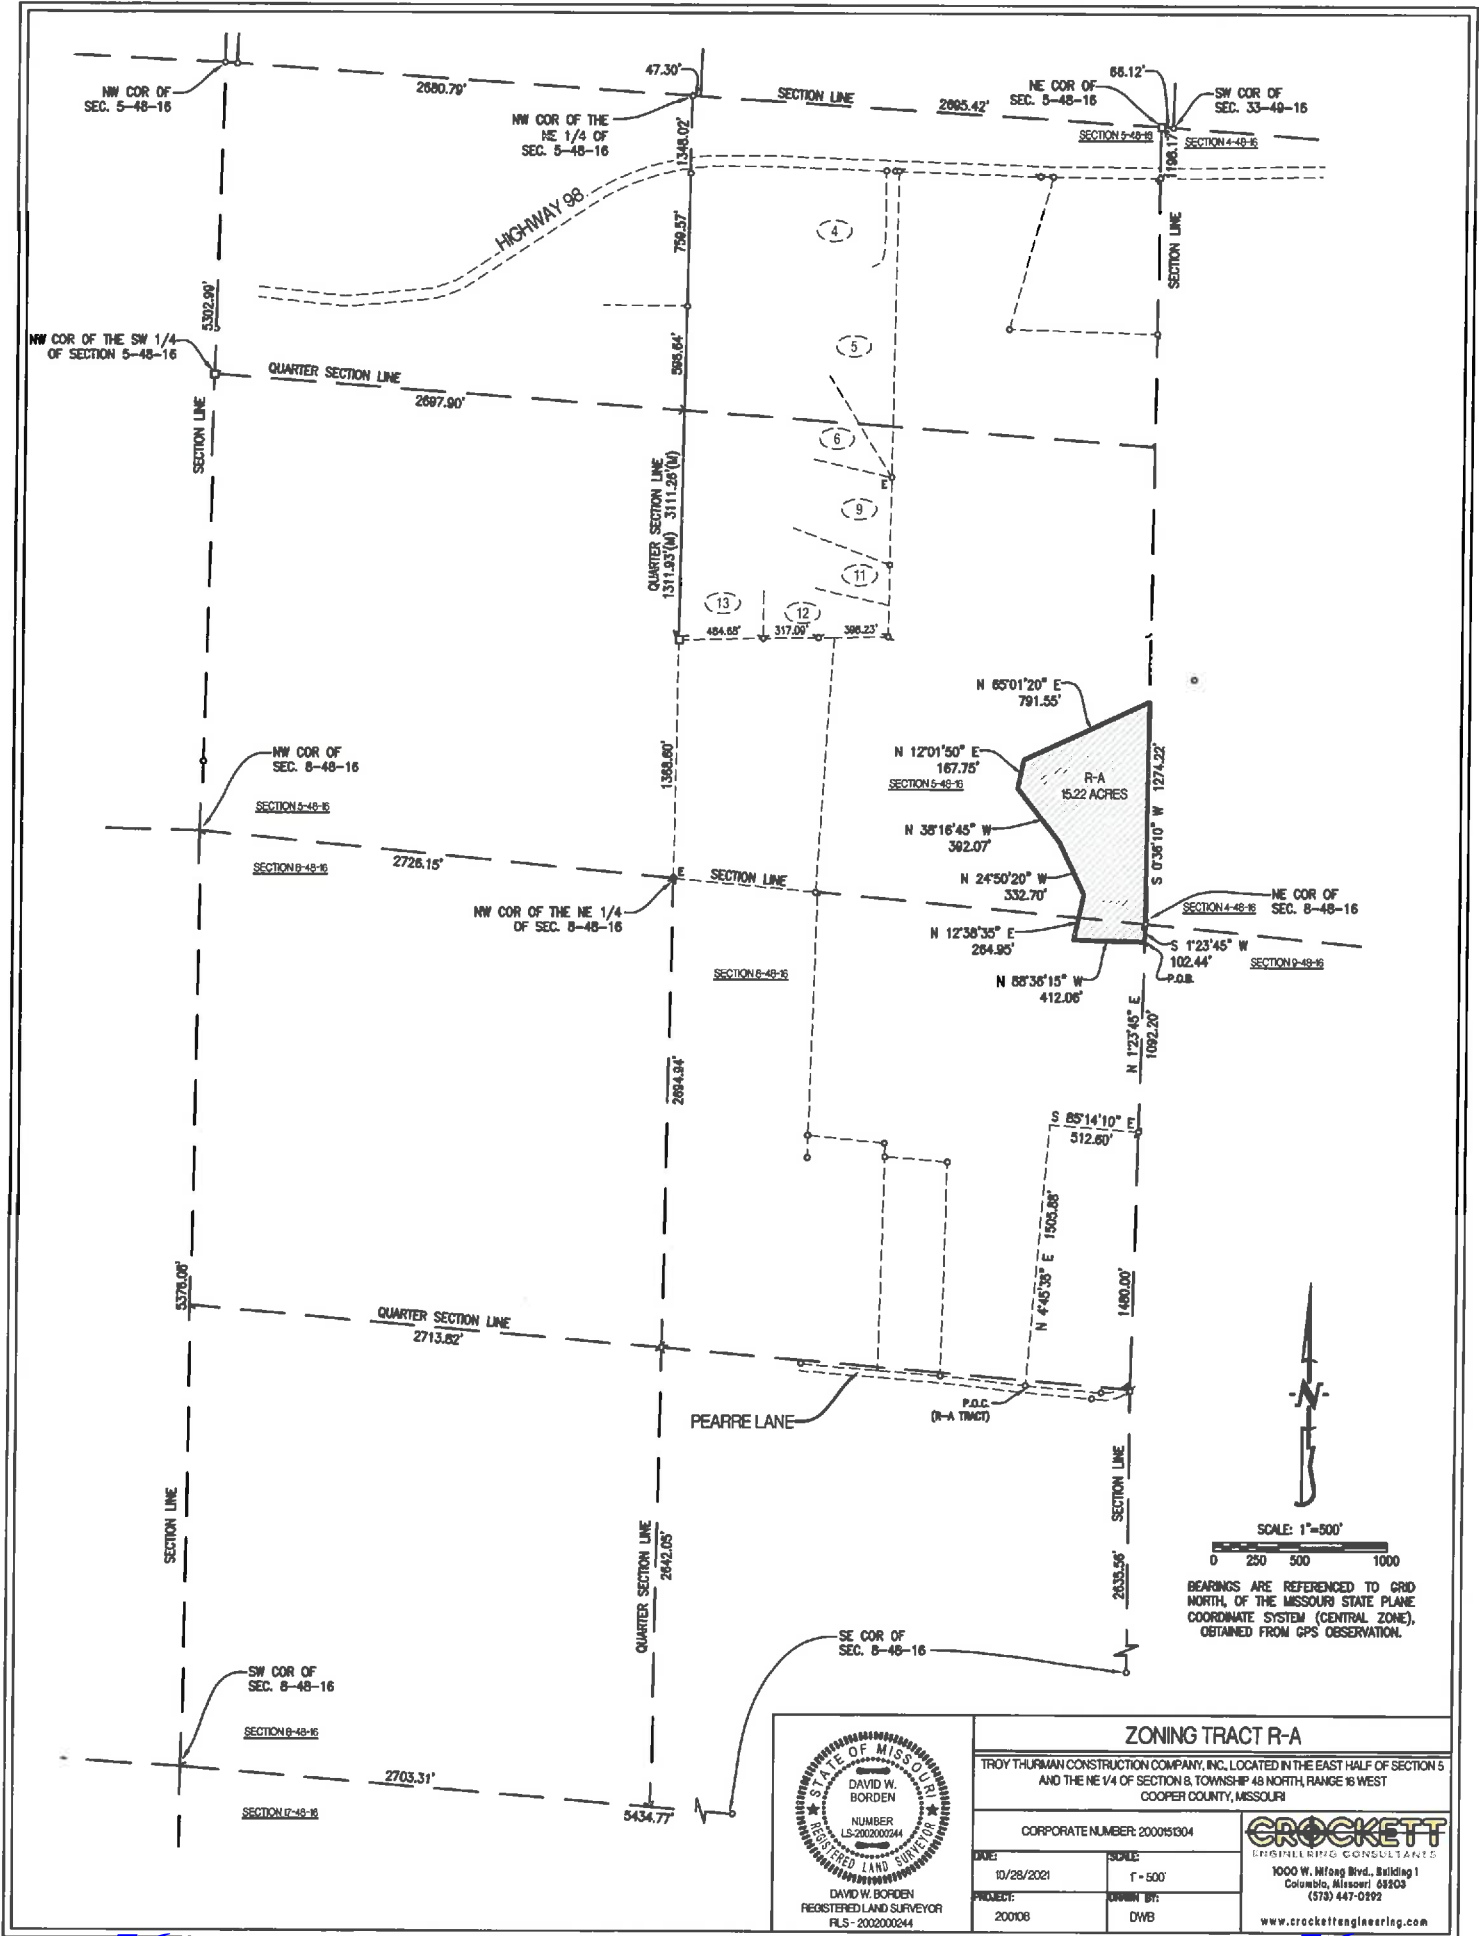 47.30'
68.12'
NW COR OF
SEC. 5-48-16
2680.79'
NW COR OF THE
NE 1/4 OF
SEC. 5-48-16
SECTION LINE
2695.42'
NE COR OF
SEC. 5-48-16
SW COR OF
SEC. 33-49-16
SECTION 5-48-16
SECTION 4-48-16
1348.02'
1196.17'
HIGHWAY 98
759.57'
4
SECTION LINE
5302.99'
NW COR OF THE SW 1/4
OF SECTION 5-48-16
5
QUARTER SECTION LINE
2697.90'
SECTION LINE
6
E
9
QUARTER SECTION LINE
1311.93'(M) 3111.26'(M)
11
13
12
484.68'
317.09'
398.23'
N 65°01'20" E
791.55'
N 12°01'50" E
167.75'
SECTION 5-48-16
R-A
15.22 ACRES
S 0°36'10" W 1274.22'
NW COR OF
SEC. 8-48-16
SECTION 5-48-16
1368.60'
N 38°16'45" W
392.07'
2726.15'
SECTION 8-48-16
E
SECTION LINE
N 24°50'20" W
332.70'
NE COR OF
SEC. 8-48-16
SECTION 4-48-16
NW COR OF THE NE 1/4
OF SEC. 8-48-16
N 12°38'35" E
264.95'
S 1°23'45" W
102.44'
SECTION 9-48-16
P.O.B.
SECTION 8-48-16
N 88°36'15" W
412.06'
N 1°23'45" E
1092.20'
2694.94'
S 85°14'10" E
512.60'
N 4°45'35" E 1505.88'
1480.00'
5376.06'
QUARTER SECTION LINE
2713.62'
PEARRE LANE
P.O.C.
(R-A TRACT)
N
SECTION LINE
SECTION LINE
QUARTER SECTION LINE
2642.05'
2635.56'
SCALE: 1"=500'
0 250 500 1000
BEARINGS ARE REFERENCED TO GRID
NORTH, OF THE MISSOURI STATE PLANE
COORDINATE SYSTEM (CENTRAL ZONE),
OBTAINED FROM GPS OBSERVATION.
SE COR OF
SEC. 8-48-16
SW COR OF
SEC. 8-48-16
SECTION 8-48-16
2703.31'
SECTION 17-48-16
5434.77'
STATE OF MISSOURI
DAVID W.
BORDEN
NUMBER
LS-2002000244
REGISTERED LAND SURVEYOR
DAVID W. BORDEN
REGISTERED LAND SURVEYOR
RLS - 2002000244
ZONING TRACT R-A
TROY THURMAN CONSTRUCTION COMPANY, INC., LOCATED IN THE EAST HALF OF SECTION 5
AND THE NE 1/4 OF SECTION 8, TOWNSHIP 48 NORTH, RANGE 16 WEST
COOPER COUNTY, MISSOURI
CORPORATE NUMBER: 2000151304
DATE:
10/28/2021
SCALE:
1" = 500'
PROJECT:
200108
DRAWN BY:
DWB
CROCKETT
ENGINEERING CONSULTANTS
1000 W. Nifong Blvd., Building 1
Columbia, Missouri 65203
(573) 447-0292
www.crockettengineering.com